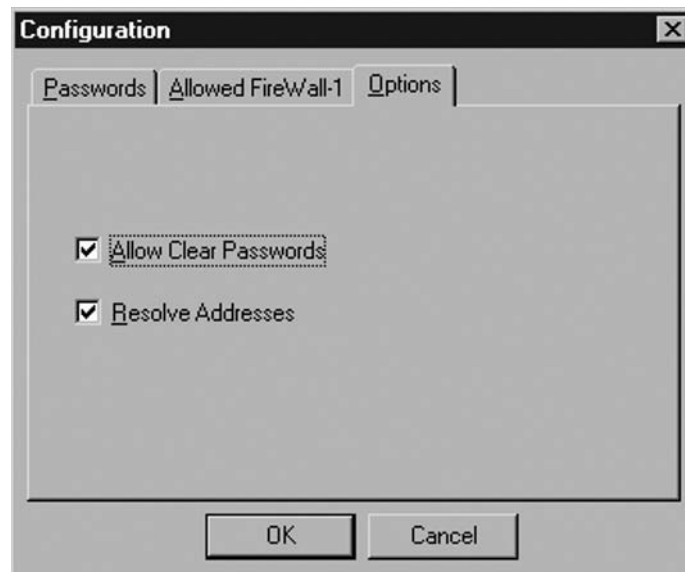 Configuration
Passwords Allowed FireWall-1 Options
Allow Clear Passwords
Resolve Addresses
OK Cancel